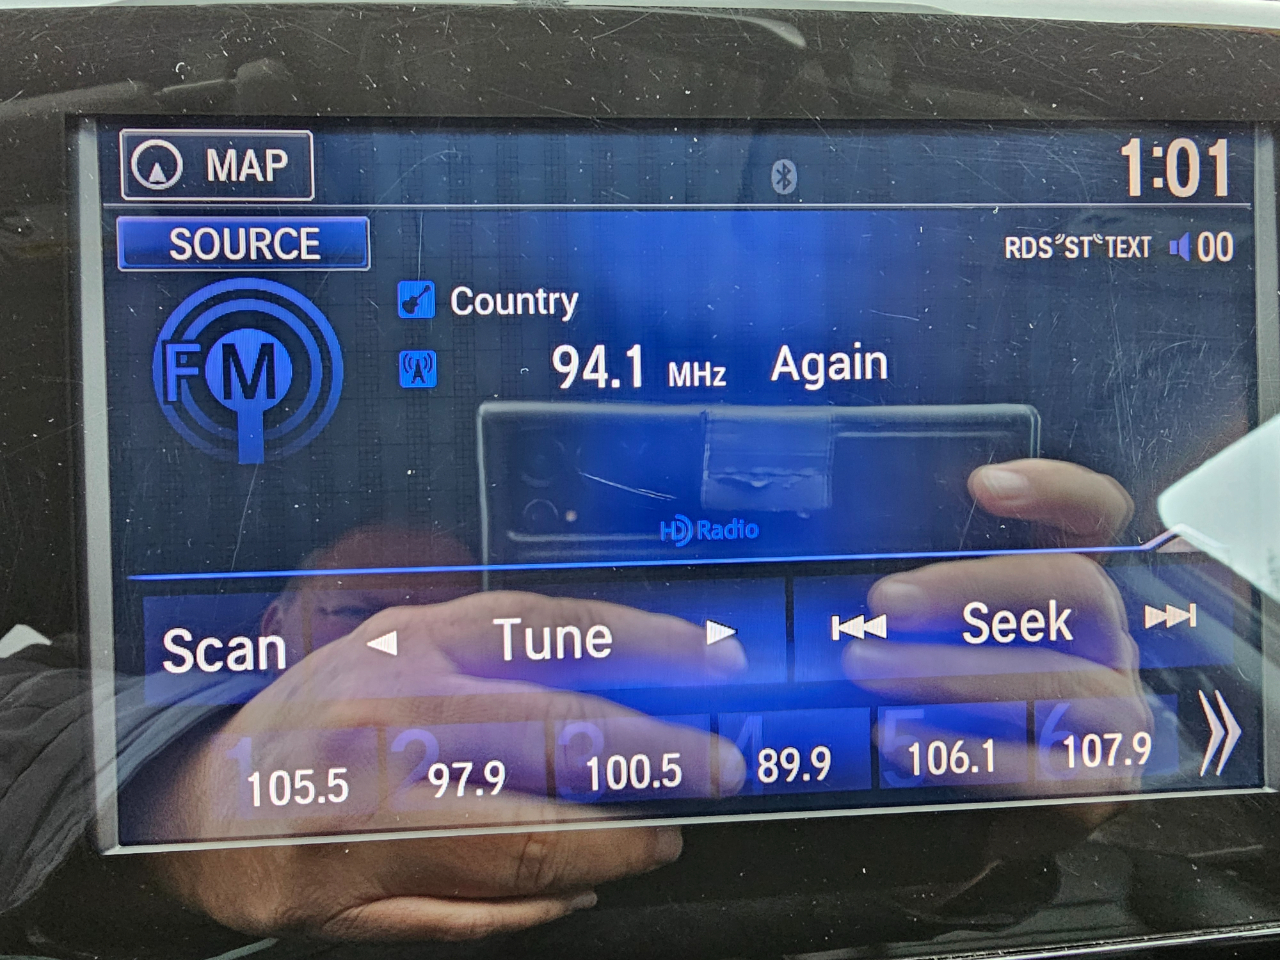 MAP 1:01
SOURCE RDS ST TEXT 00
Country
FM 94.1 MHz Again
HD Radio
Scan Tune Seek
1 2 3 4 5 6
105.5 97.9 100.5 89.9 106.1 107.9